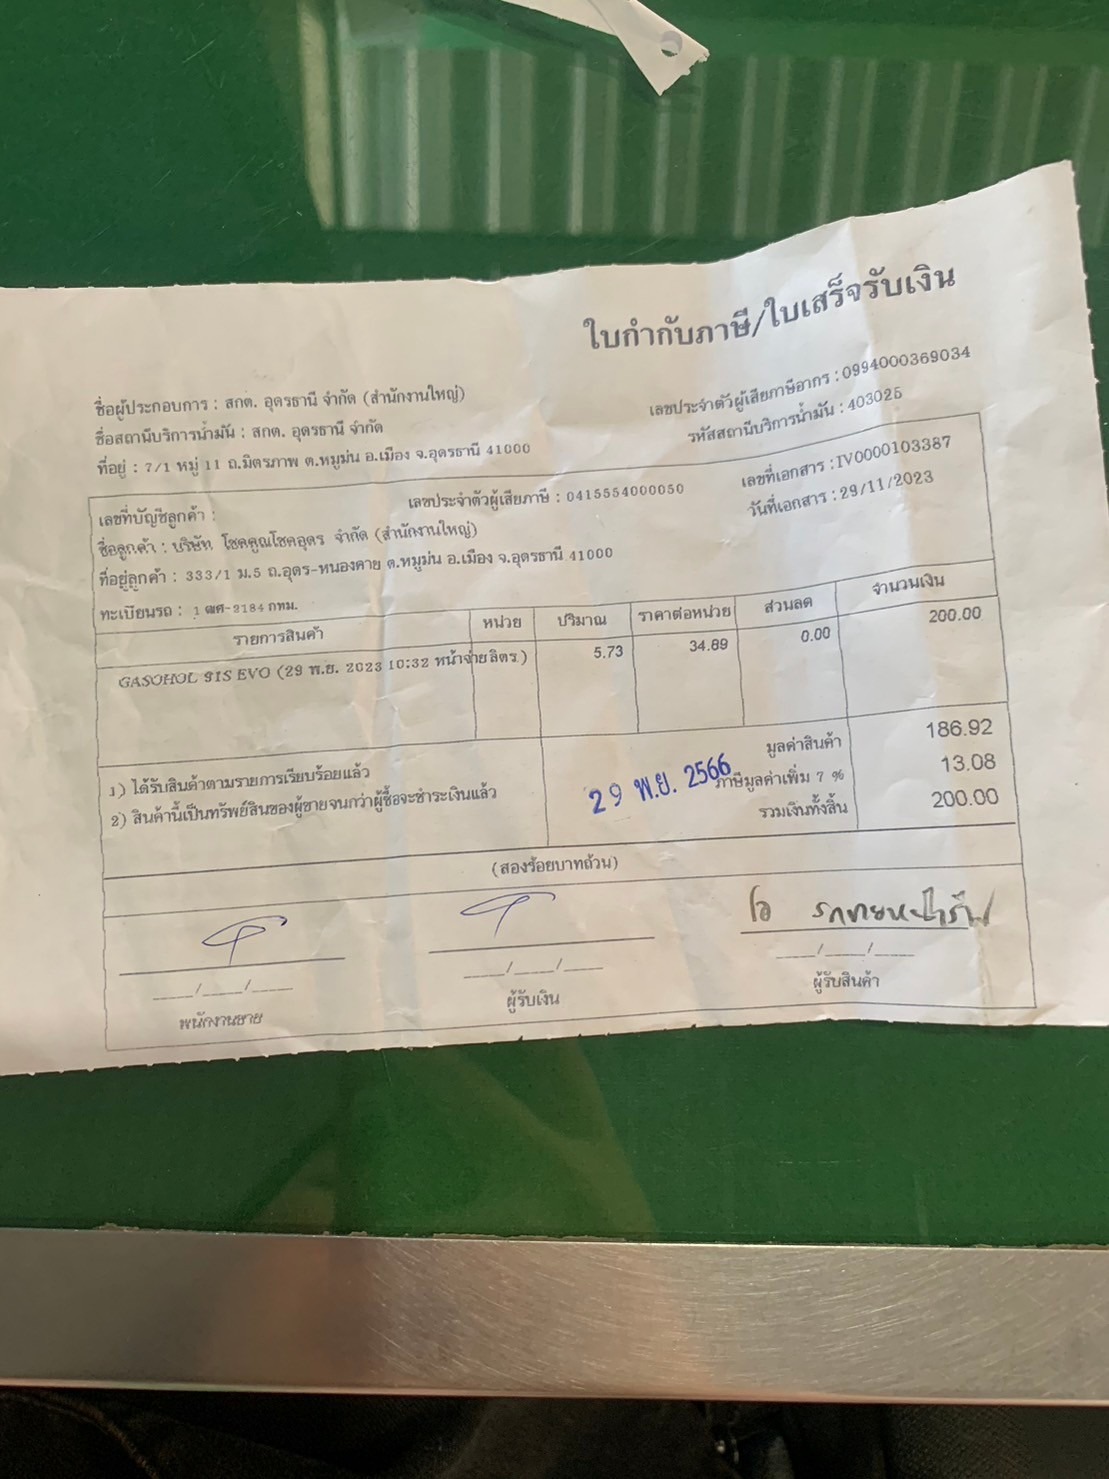 ใบกำกับภาษี/ใบเสร็จรับเงิน
ชื่อผู้ประกอบการ : สกต. อุดรธานี จำกัด (สำนักงานใหญ่)
เลขประจำตัวผู้เสียภาษีอากร : 0994000369034
ชื่อสถานีบริการน้ำมัน : สกต. อุดรธานี จำกัด
รหัสสถานีบริการน้ำมัน : 403025
ที่อยู่ : 7/1 หมู่ 11 ถ.มิตรภาพ ต.หมูม่น อ.เมือง จ.อุดรธานี 41000
เลขที่บัญชีลูกค้า :
เลขประจำตัวผู้เสียภาษี : 0415554000050
เลขที่เอกสาร : IV0000103387
ชื่อลูกค้า : บริษัท โชคคูณโชคอุดร จำกัด (สำนักงานใหญ่)
วันที่เอกสาร : 29/11/2023
ที่อยู่ลูกค้า : 333/1 ม.5 ถ.อุดร-หนองคาย ต.หมูม่น อ.เมือง จ.อุดรธานี 41000
ทะเบียนรถ : 1 -2184 กทม.
รายการสินค้า หน่วย ปริมาณ ราคาต่อหน่วย ส่วนลด จำนวนเงิน
GASOHOL 91S EVO (29 พ.ย. 2023 10:32 หน้าจ่าย ลิตร ) 5.73 34.89 0.00 200.00
1) ได้รับสินค้าตามรายการเรียบร้อยแล้ว
2) สินค้านี้เป็นทรัพย์สินของผู้ขายจนกว่าผู้ซื้อจะชำระเงินแล้ว
29 พ.ย. 2566
มูลค่าสินค้า 186.92
ภาษีมูลค่าเพิ่ม 7 % 13.08
รวมเงินทั้งสิ้น 200.00
(สองร้อยบาทถ้วน)
___/___/___ ___/___/___ ___/___/___
พนักงานขาย ผู้รับเงิน ผู้รับสินค้า